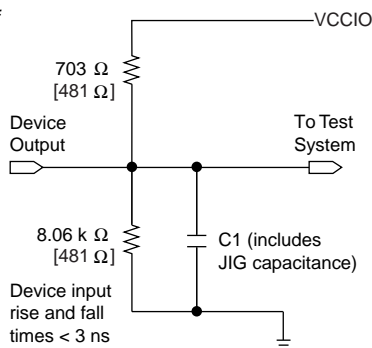 VCCIO
703 Ω
[481 Ω]
Device
Output
To Test
System
8.06 k Ω
[481 Ω]
C1 (includes
JIG capacitance)
Device input
rise and fall
times < 3 ns